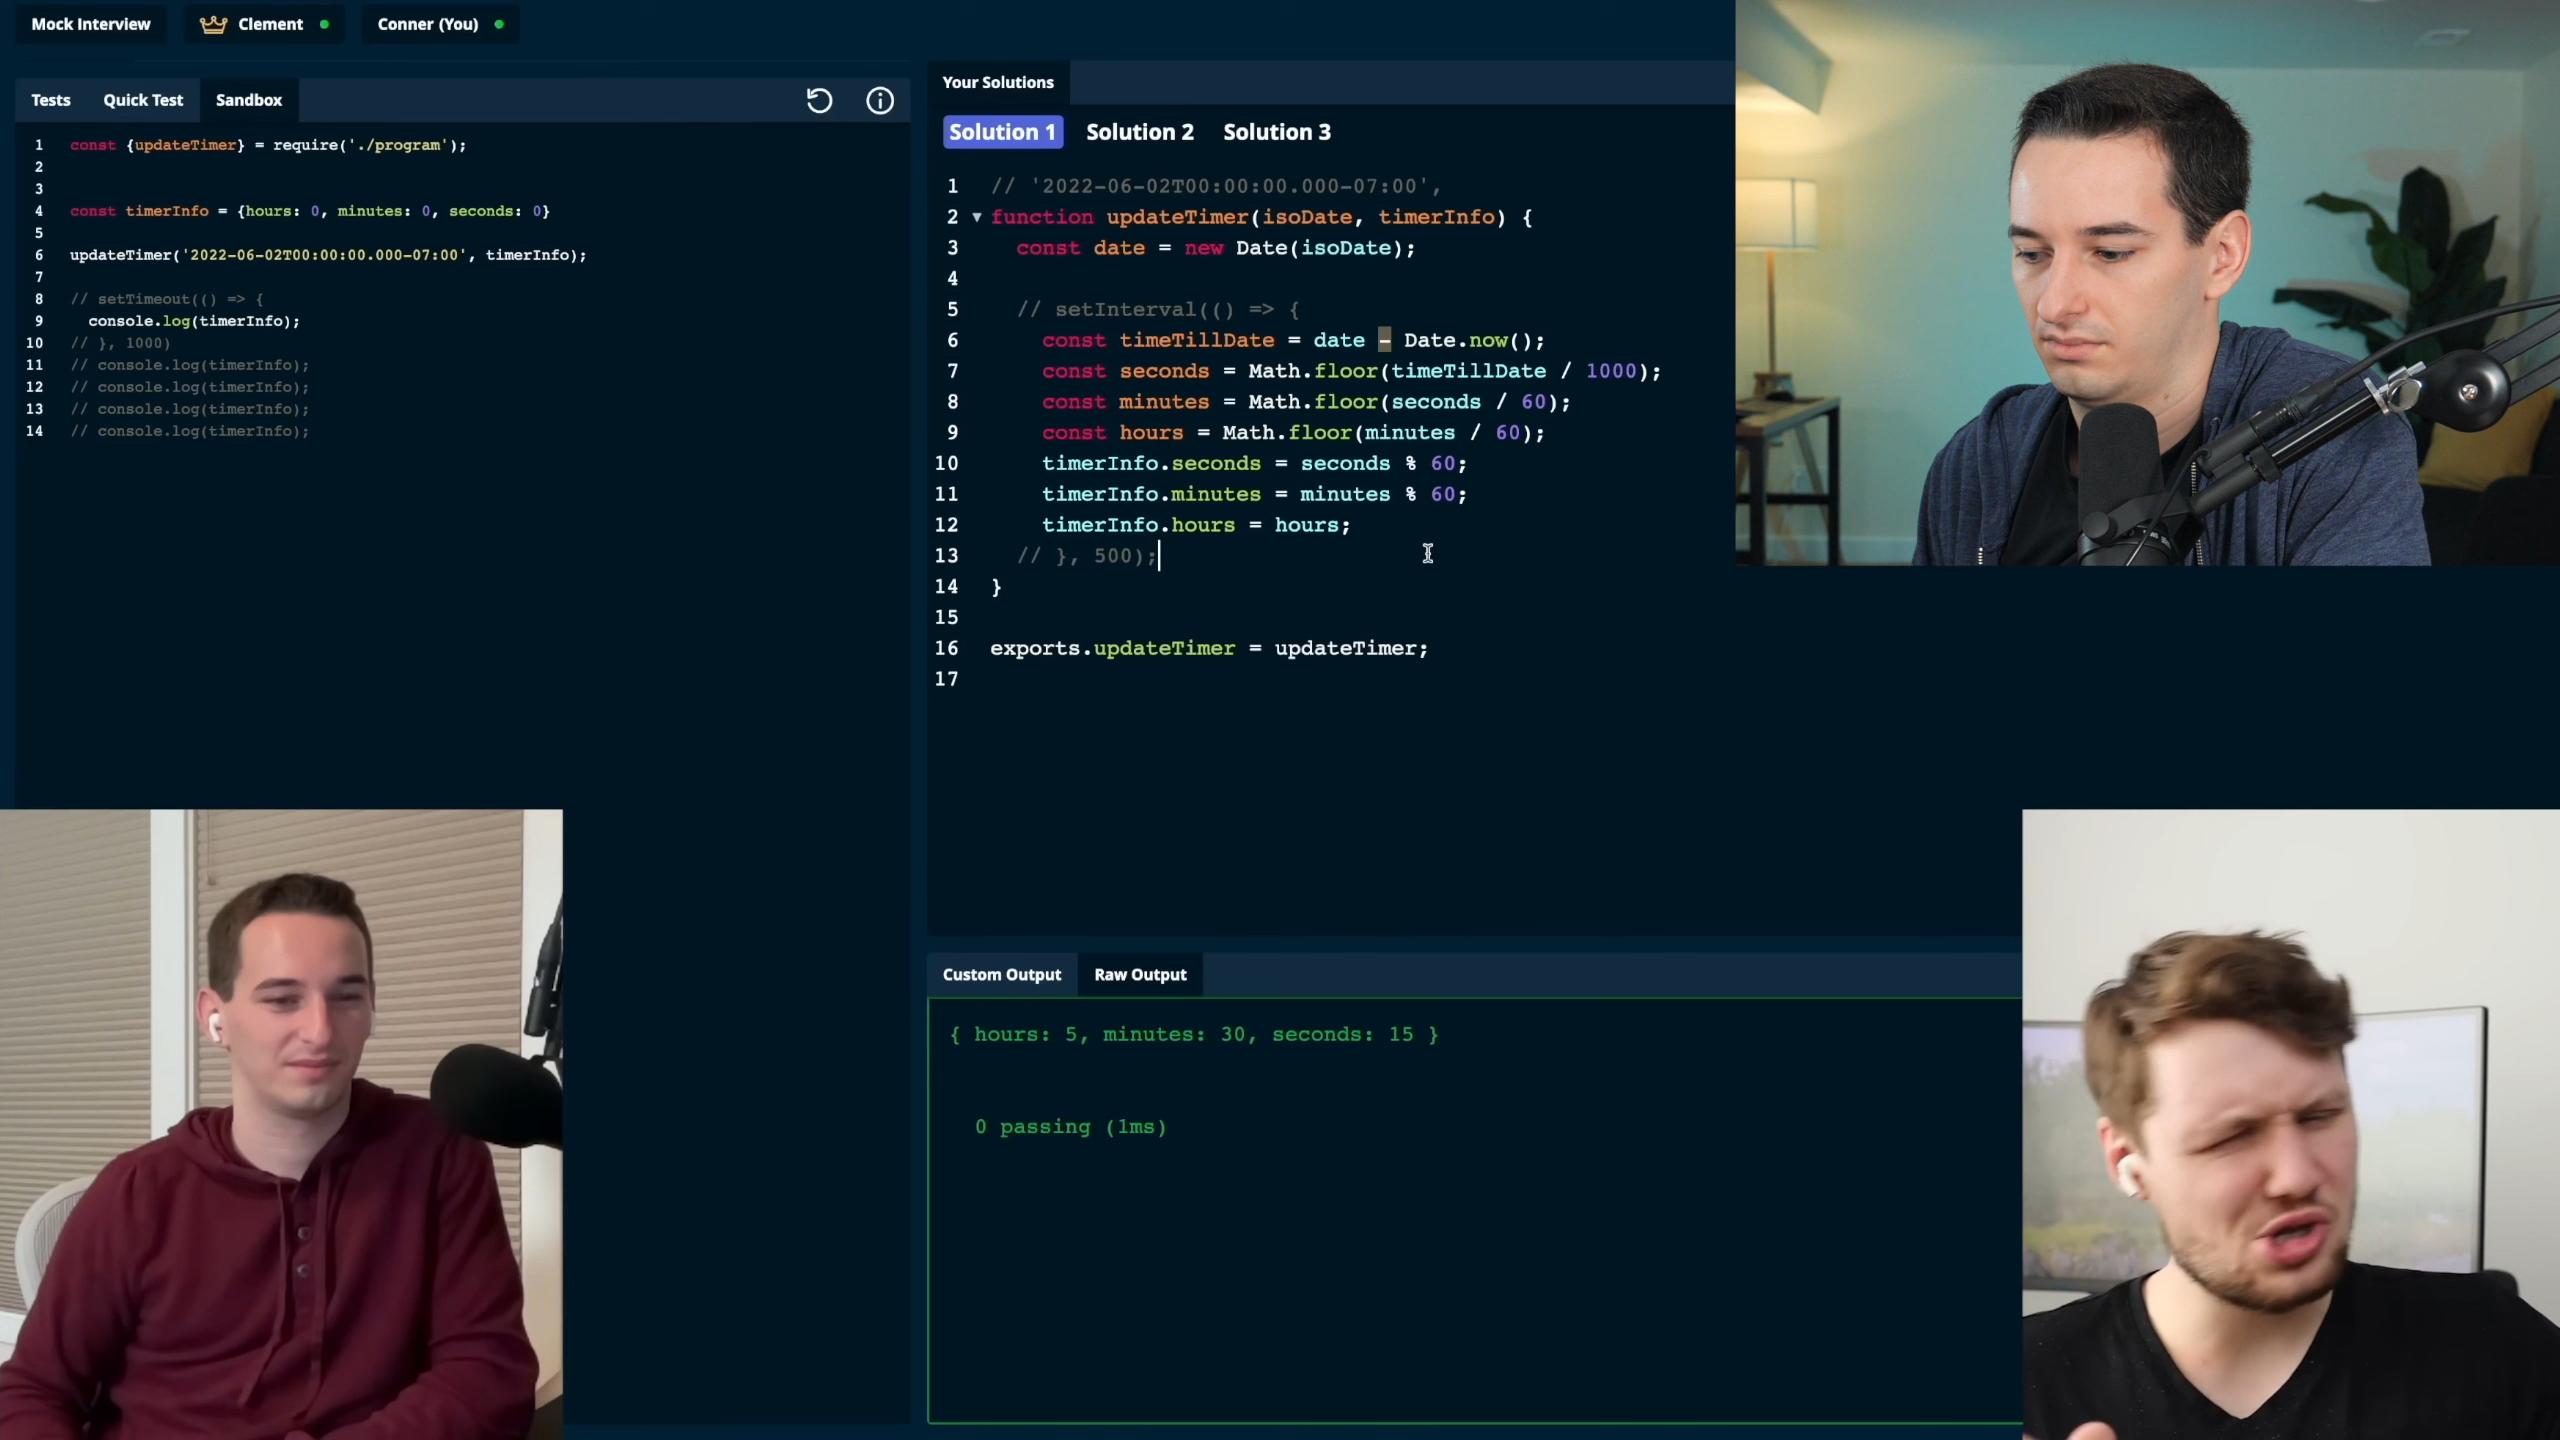 Mock Interview
Clement
Conner (You)
Tests
Quick Test
Sandbox
1 const {updateTimer} = require('./program');
2
3
4 const timerInfo = {hours: 0, minutes: 0, seconds: 0}
5
6 updateTimer('2022-06-02T00:00:00.000-07:00', timerInfo);
7
8 // setTimeout(() => {
9 console.log(timerInfo);
10 // }, 1000)
11 // console.log(timerInfo);
12 // console.log(timerInfo);
13 // console.log(timerInfo);
14 // console.log(timerInfo);
Your Solutions
Solution 1
Solution 2
Solution 3
1 // '2022-06-02T00:00:00.000-07:00',
2 function updateTimer(isoDate, timerInfo) {
3 const date = new Date(isoDate);
4
5 // setInterval(() => {
6 const timeTillDate = date - Date.now();
7 const seconds = Math.floor(timeTillDate / 1000);
8 const minutes = Math.floor(seconds / 60);
9 const hours = Math.floor(minutes / 60);
10 timerInfo.seconds = seconds % 60;
11 timerInfo.minutes = minutes % 60;
12 timerInfo.hours = hours;
13 // }, 500);
14 }
15
16 exports.updateTimer = updateTimer;
17
Custom Output
Raw Output
{ hours: 5, minutes: 30, seconds: 15 }
0 passing (1ms)